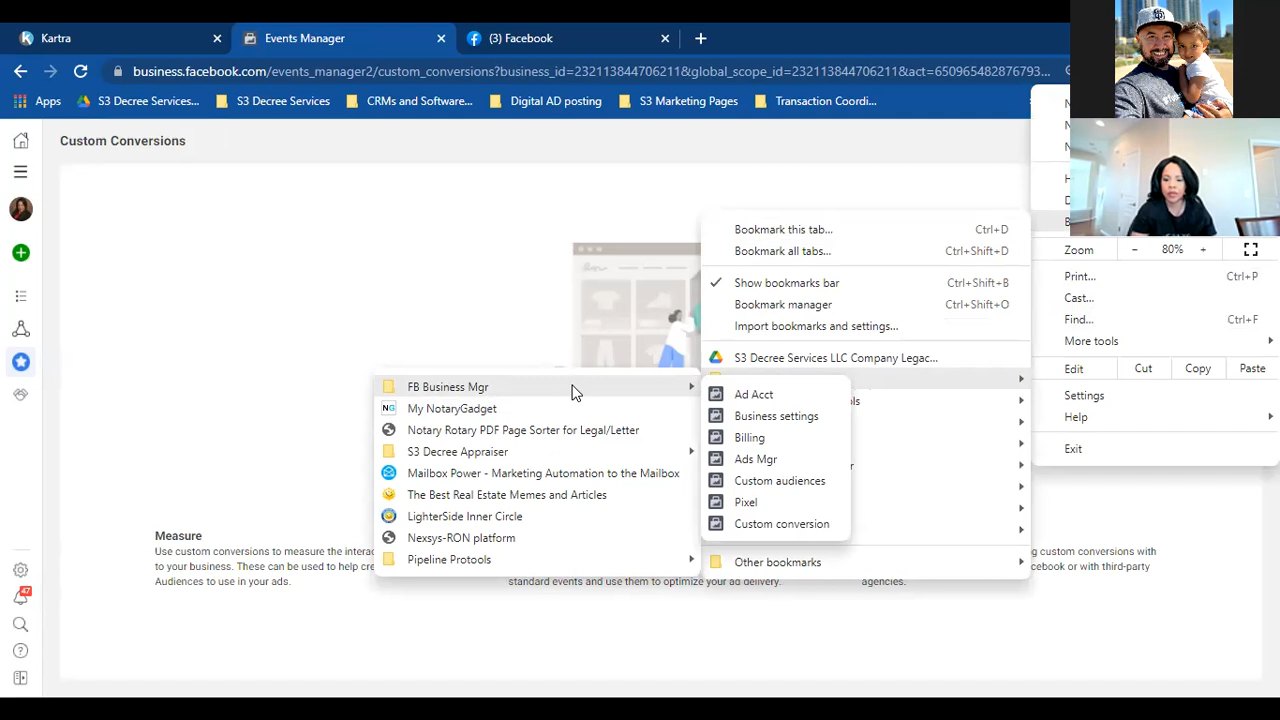 Kartra
Events Manager
(3) Facebook
business.facebook.com/events_manager2/custom_conversions?business_id=232113844706211&global_scope_id=232113844706211&act=650965482876793...
Apps
S3 Decree Services...
S3 Decree Services
CRMs and Software...
Digital AD posting
S3 Marketing Pages
Transaction Coordi...
Custom Conversions
Bookmark this tab... Ctrl+D
Bookmark all tabs... Ctrl+Shift+D
Show bookmarks bar Ctrl+Shift+B
Bookmark manager Ctrl+Shift+O
Import bookmarks and settings...
S3 Decree Services LLC Company Legac...
Other bookmarks
Zoom - 80% +
Print... Ctrl+P
Cast...
Find... Ctrl+F
More tools
Edit Cut Copy Paste
Settings
Help
Exit
FB Business Mgr
My NotaryGadget
Notary Rotary PDF Page Sorter for Legal/Letter
S3 Decree Appraiser
Mailbox Power - Marketing Automation to the Mailbox
The Best Real Estate Memes and Articles
LighterSide Inner Circle
Nexsys-RON platform
Pipeline Protools
Ad Acct
Business settings
Billing
Ads Mgr
Custom audiences
Pixel
Custom conversion
Measure
Use custom conversions to measure the intera
to your business. These can be used to help cre
Audiences to use in your ads.
standard events and use them to optimize your ad delivery.
ng custom conversions with
ebook or with third-party
agencies.
47